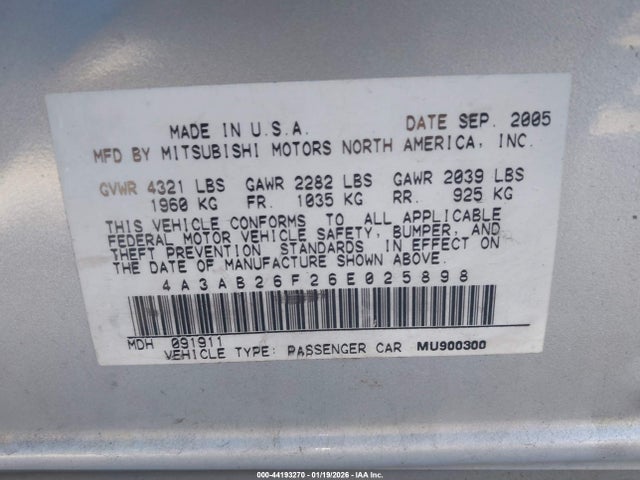 MADE IN U.S.A. DATE SEP. 2005
MFD BY MITSUBISHI MOTORS NORTH AMERICA, INC.
GVWR 4321 LBS GAWR 2282 LBS GAWR 2039 LBS
1960 KG FR. 1035 KG RR. 925 KG
THIS VEHICLE CONFORMS TO ALL APPLICABLE
FEDERAL MOTOR VEHICLE SAFETY, BUMPER, AND
THEFT PREVENTION STANDARDS IN EFFECT ON
THE DATE OF MANUFACTURE SHOWN ABOVE.
4A3AB26F26E025898
MDH 091911
VEHICLE TYPE: PASSENGER CAR MU900300
000-44193270 - 01/19/2026 - IAA Inc.